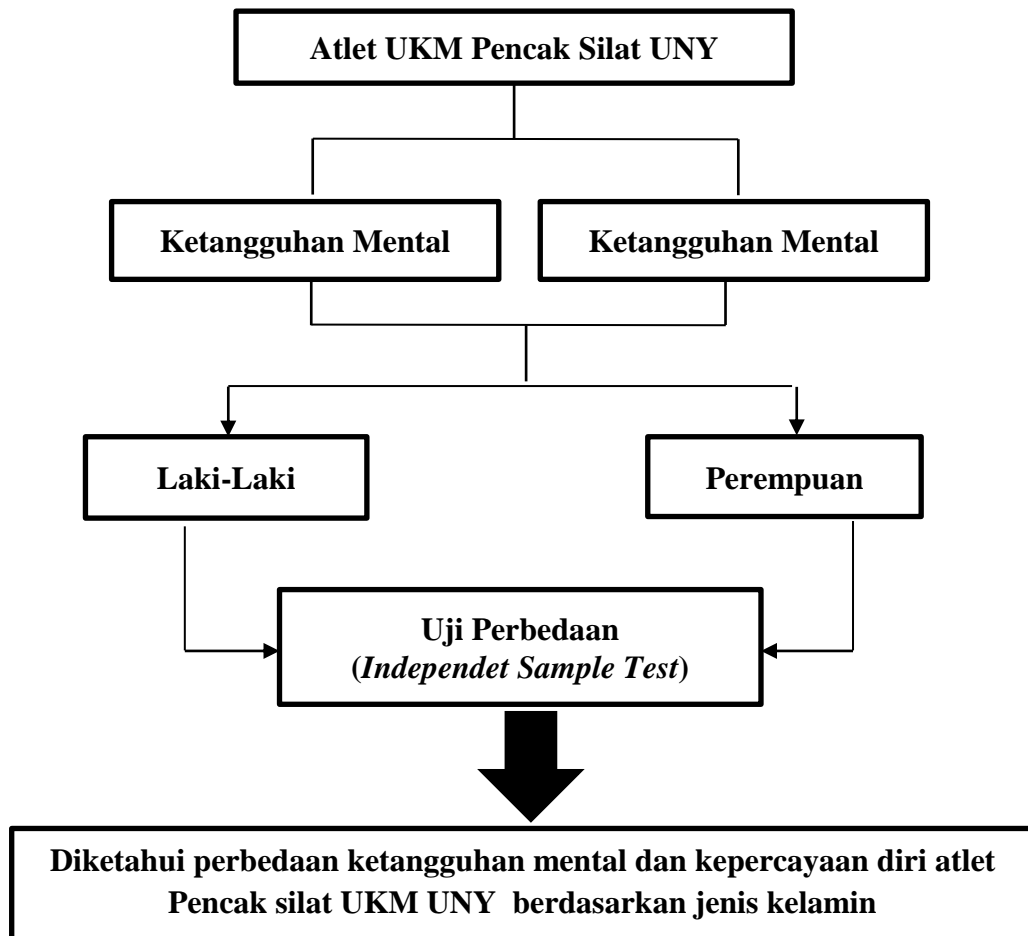 Atlet UKM Pencak Silat UNY
Ketangguhan Mental
Ketangguhan Mental
Laki-Laki
Perempuan
Uji Perbedaan
(Independet Sample Test)
Diketahui perbedaan ketangguhan mental dan kepercayaan diri atlet
Pencak silat UKM UNY berdasarkan jenis kelamin